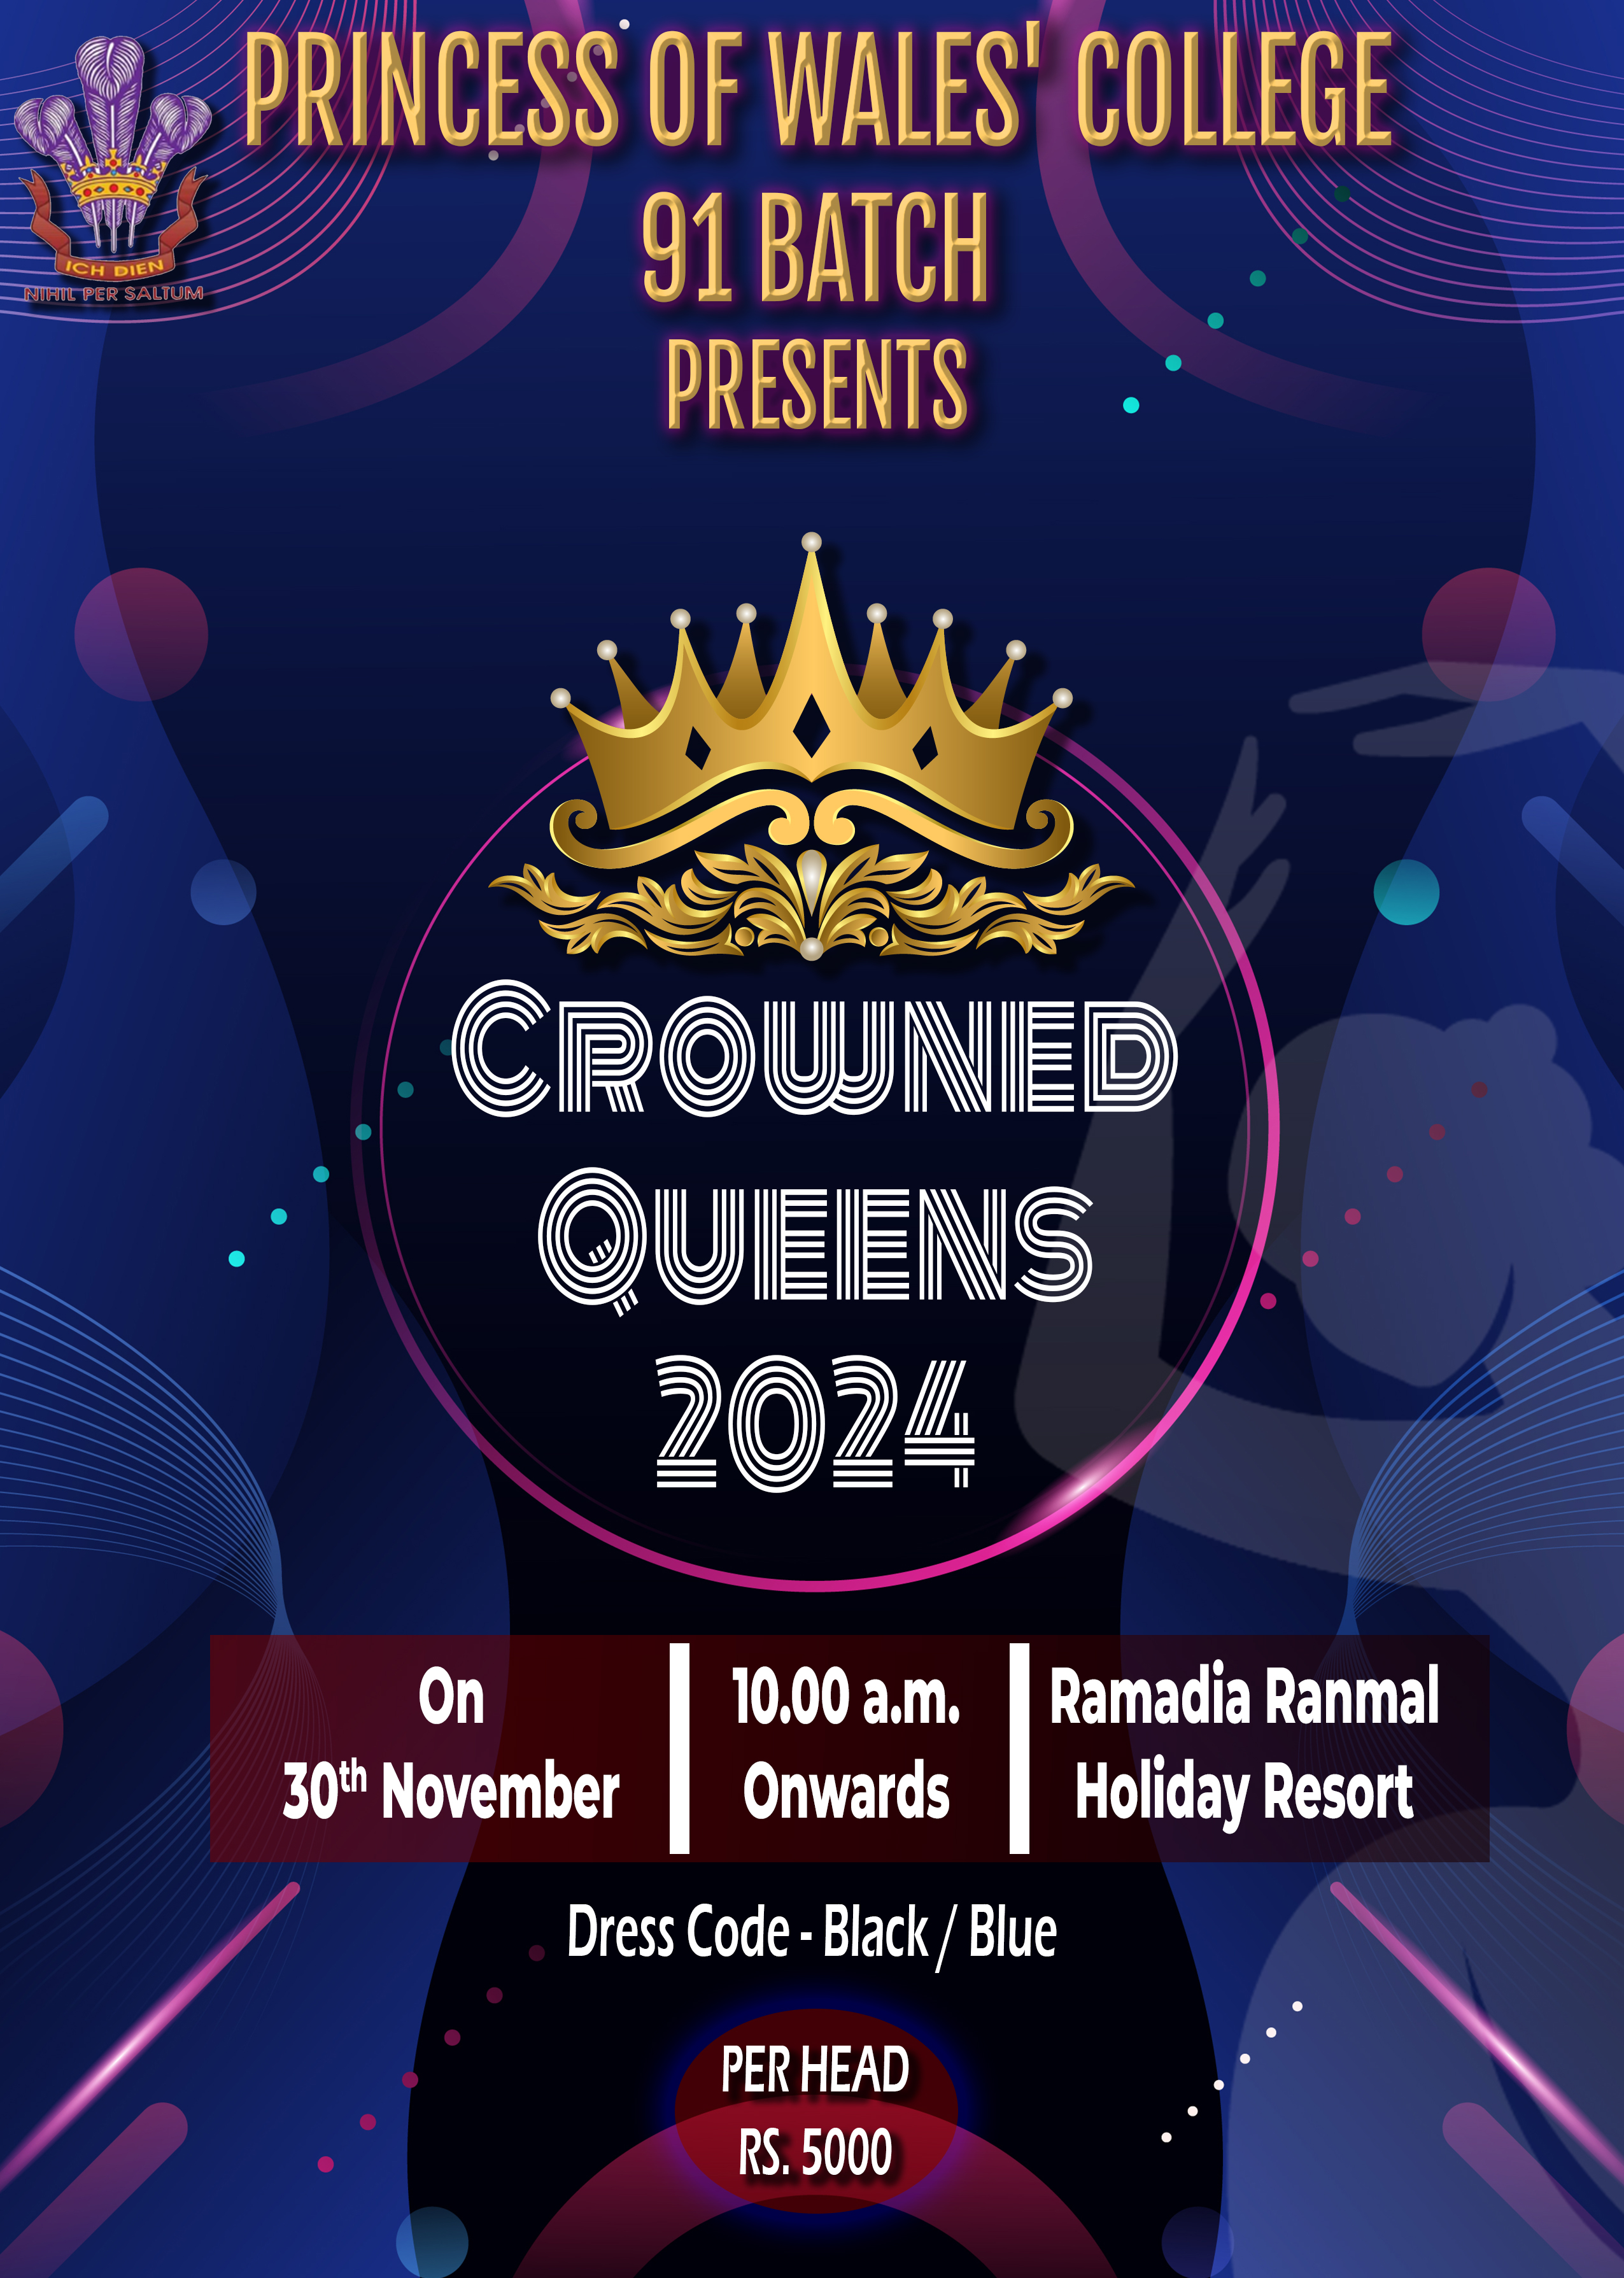 PRINCESS OF WALES' COLLEGE
91 BATCH
PRESENTS
ICH DIEN
NIHIL PER SALTUM
CROWNED
QUEENS
2024
On
30th November
10.00 a.m.
Onwards
Ramadia Ranmal
Holiday Resort
Dress Code - Black / Blue
PER HEAD
RS. 5000